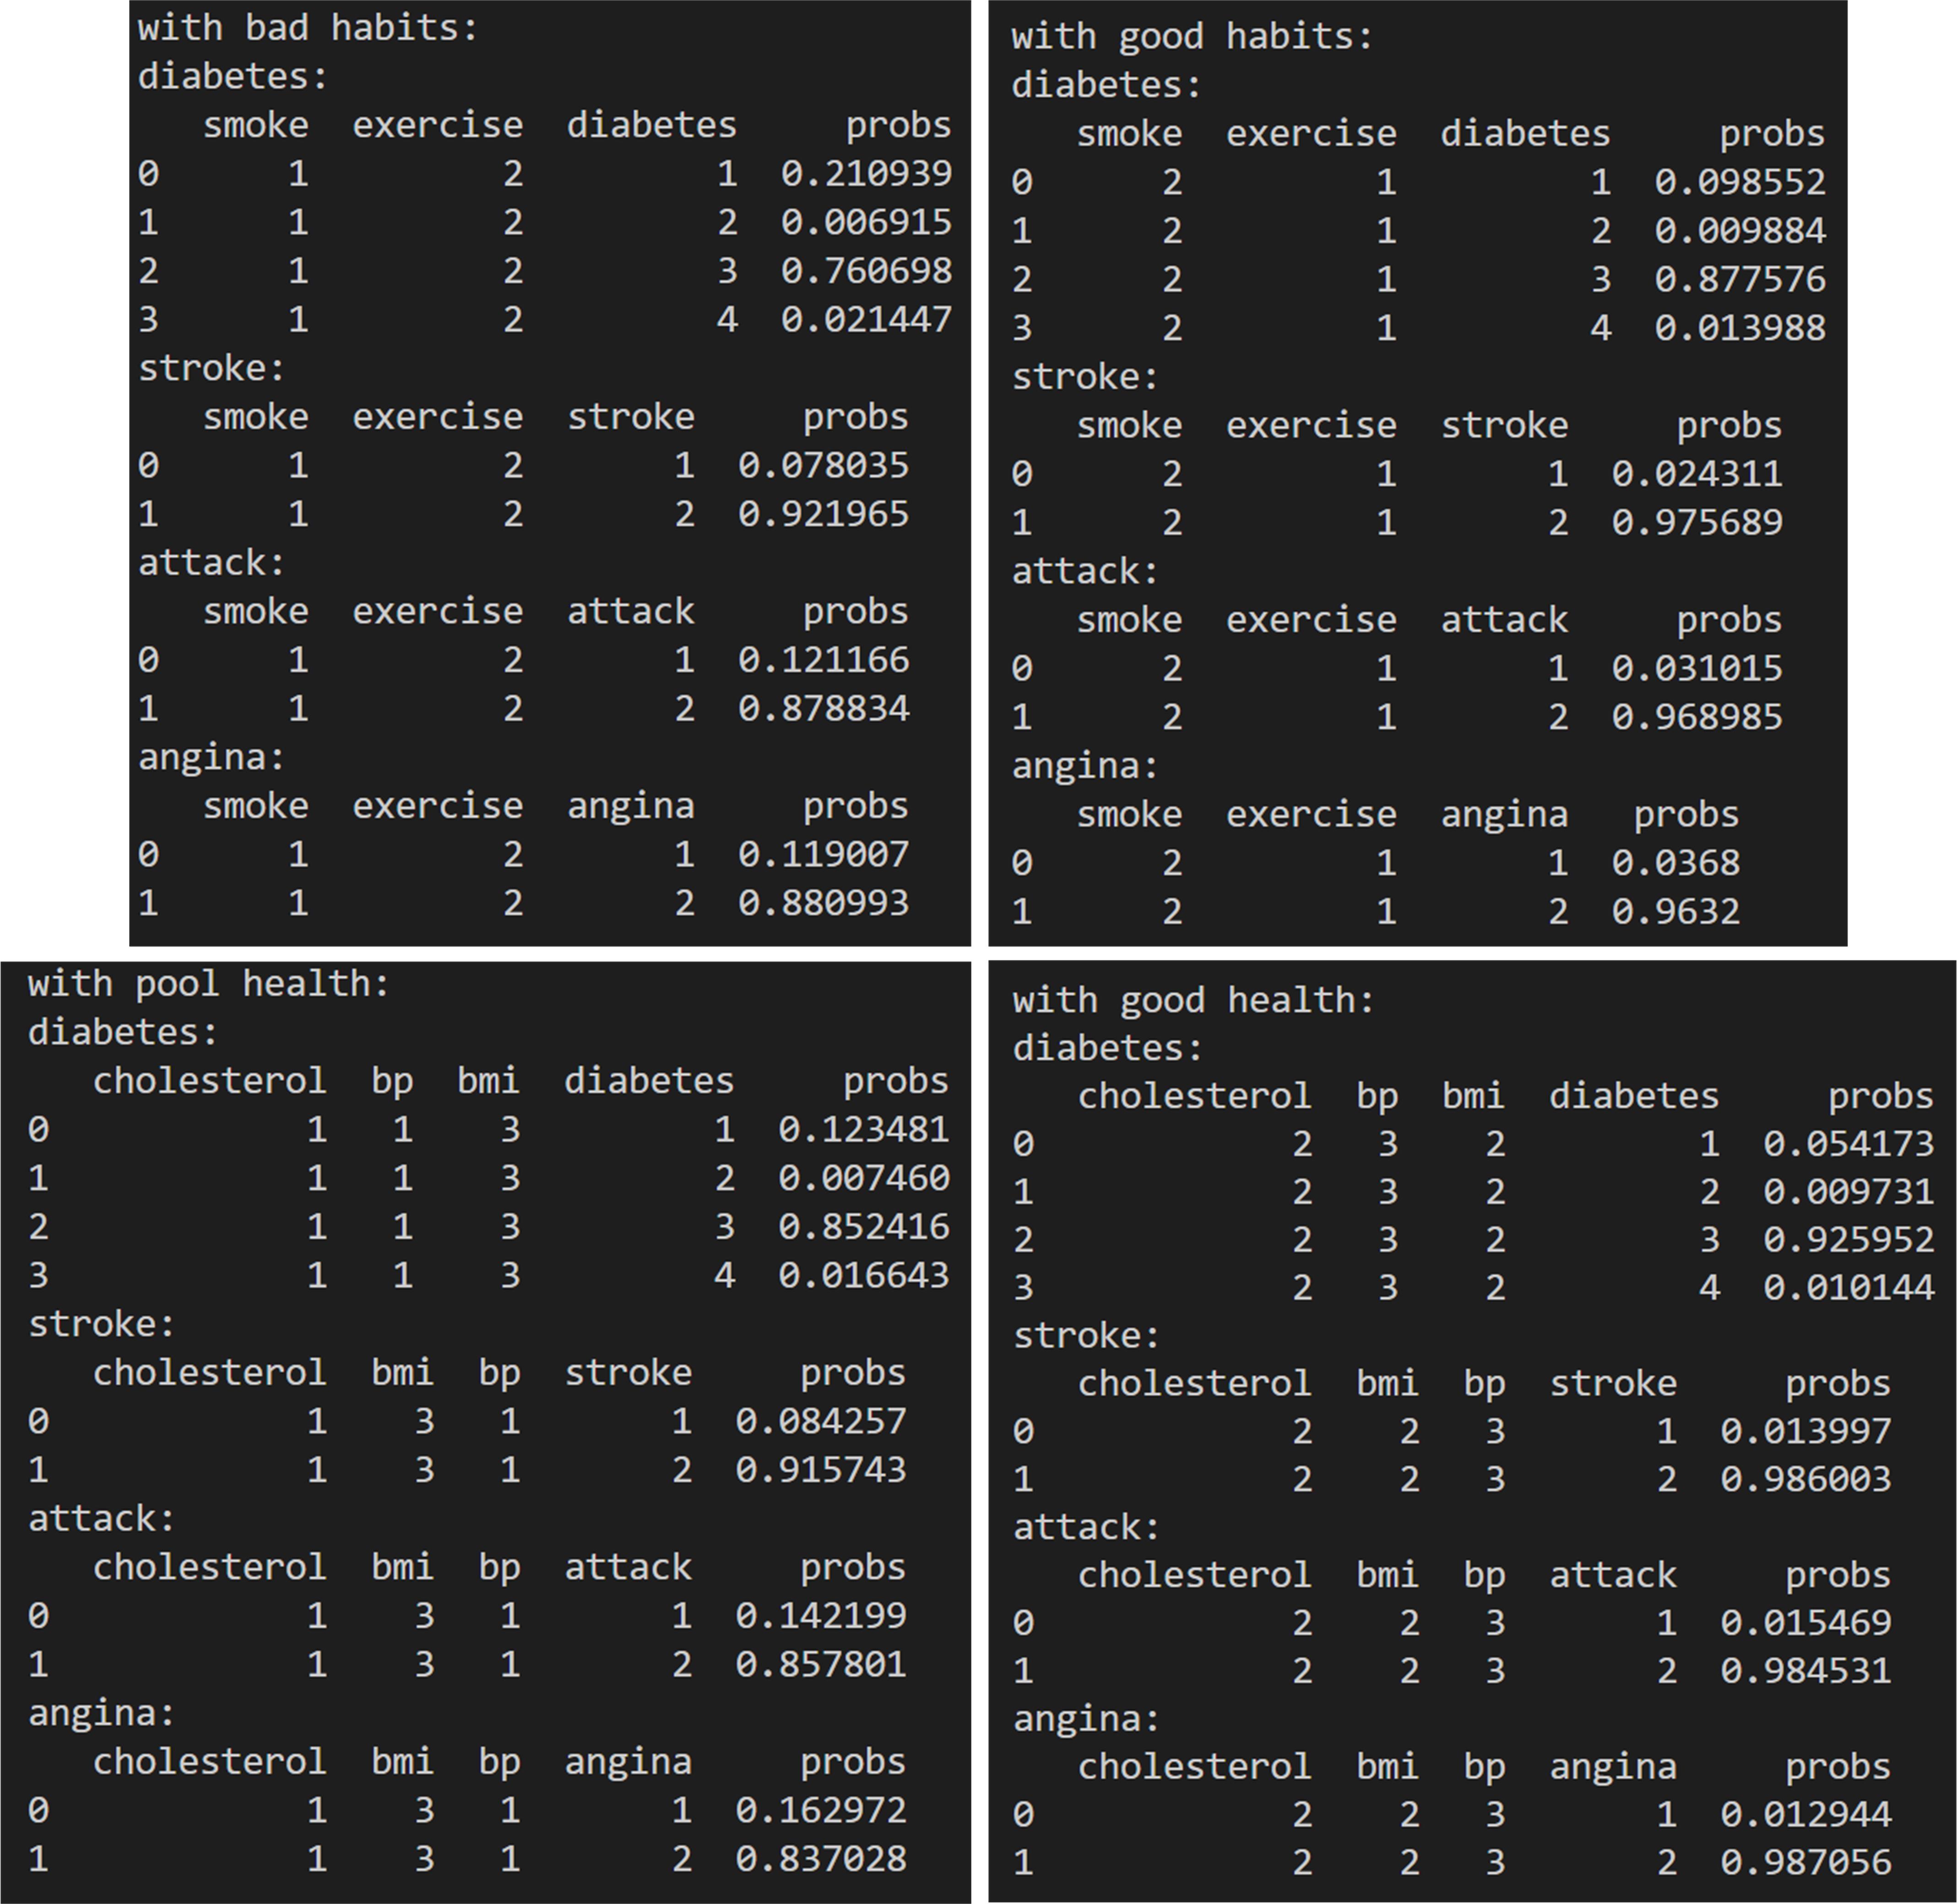 with bad habits:
diabetes:
   smoke  exercise  diabetes     probs
0      1         2         1  0.210939
1      1         2         2  0.006915
2      1         2         3  0.760698
3      1         2         4  0.021447
stroke:
   smoke  exercise  stroke     probs
0      1         2       1  0.078035
1      1         2       2  0.921965
attack:
   smoke  exercise  attack     probs
0      1         2       1  0.121166
1      1         2       2  0.878834
angina:
   smoke  exercise  angina     probs
0      1         2       1  0.119007
1      1         2       2  0.880993
with good habits:
diabetes:
   smoke  exercise  diabetes     probs
0      2         1         1  0.098552
1      2         1         2  0.009884
2      2         1         3  0.877576
3      2         1         4  0.013988
stroke:
   smoke  exercise  stroke     probs
0      2         1       1  0.024311
1      2         1       2  0.975689
attack:
   smoke  exercise  attack     probs
0      2         1       1  0.031015
1      2         1       2  0.968985
angina:
   smoke  exercise  angina   probs
0      2         1       1  0.0368
1      2         1       2  0.9632
with pool health:
diabetes:
   cholesterol  bp  bmi  diabetes     probs
0            1   1    3         1  0.123481
1            1   1    3         2  0.007460
2            1   1    3         3  0.852416
3            1   1    3         4  0.016643
stroke:
   cholesterol  bmi  bp  stroke     probs
0            1    3   1       1  0.084257
1            1    3   1       2  0.915743
attack:
   cholesterol  bmi  bp  attack     probs
0            1    3   1       1  0.142199
1            1    3   1       2  0.857801
angina:
   cholesterol  bmi  bp  angina     probs
0            1    3   1       1  0.162972
1            1    3   1       2  0.837028
with good health:
diabetes:
   cholesterol  bp  bmi  diabetes     probs
0            2   3    2         1  0.054173
1            2   3    2         2  0.009731
2            2   3    2         3  0.925952
3            2   3    2         4  0.010144
stroke:
   cholesterol  bmi  bp  stroke     probs
0            2    2   3       1  0.013997
1            2    2   3       2  0.986003
attack:
   cholesterol  bmi  bp  attack     probs
0            2    2   3       1  0.015469
1            2    2   3       2  0.984531
angina:
   cholesterol  bmi  bp  angina     probs
0            2    2   3       1  0.012944
1            2    2   3       2  0.987056